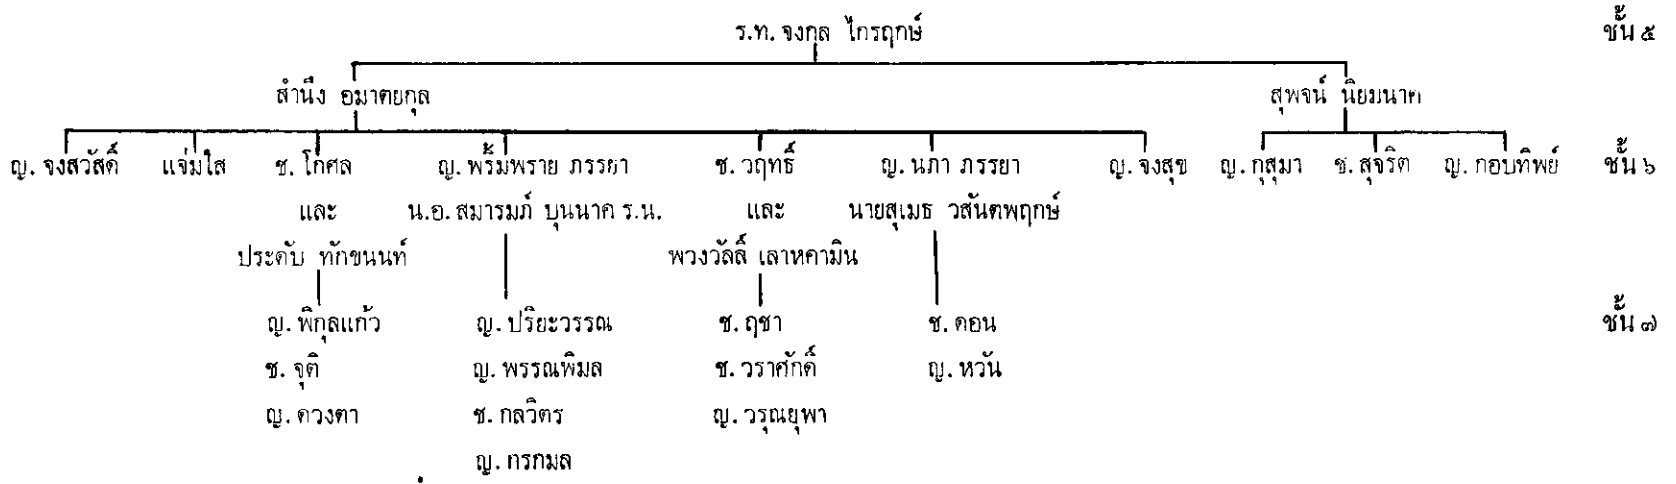 ร.ท. จงกล ไกรฤกษ์ ชั้น ๕
สำนึง อมาตยกุล สุพจน์ นิยมนาค
ญ. จงสวัสดิ์ แจ่มใส ช. โกศล ญ. พริ้มพราย ภรรยา ช. วฤทธิ์ ญ. นภา ภรรยา ญ. จงสุข ญ. กุสุมา ช. สุจริต ญ. กอบทิพย์ ชั้น ๖
และ น.อ. สมารมภ์ บุนนาค ร.น. และ นายสุเมธ วสันตพฤกษ์
ประดับ ทักขนนท์ พวงวัลลิ์ เลาหคามิน
ญ. พิกุลแก้ว ญ. ปริยะวรรณ ช. ฤชา ช. ดอน ชั้น ๗
ช. จุติ ญ. พรรณพิมล ช. วราศักดิ์ ญ. หวัน
ญ. ดวงตา ช. กลวิตร ญ. วรุณยุพา
ญ. กรกมล